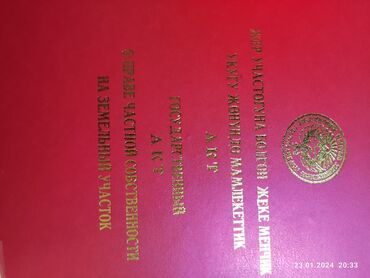 ЖЕР УЧАСТОГУНА БОЛГОН ЖЕКЕ МЕНЧИК
УКУГУ ЖӨНҮНДӨ МАМЛЕКЕТТИК
АКТ
ГОСУДАРСТВЕННЫЙ
АКТ
О ПРАВЕ ЧАСТНОЙ СОБСТВЕННОСТИ
НА ЗЕМЕЛЬНЫЙ УЧАСТОК
23.01.2024 20:33